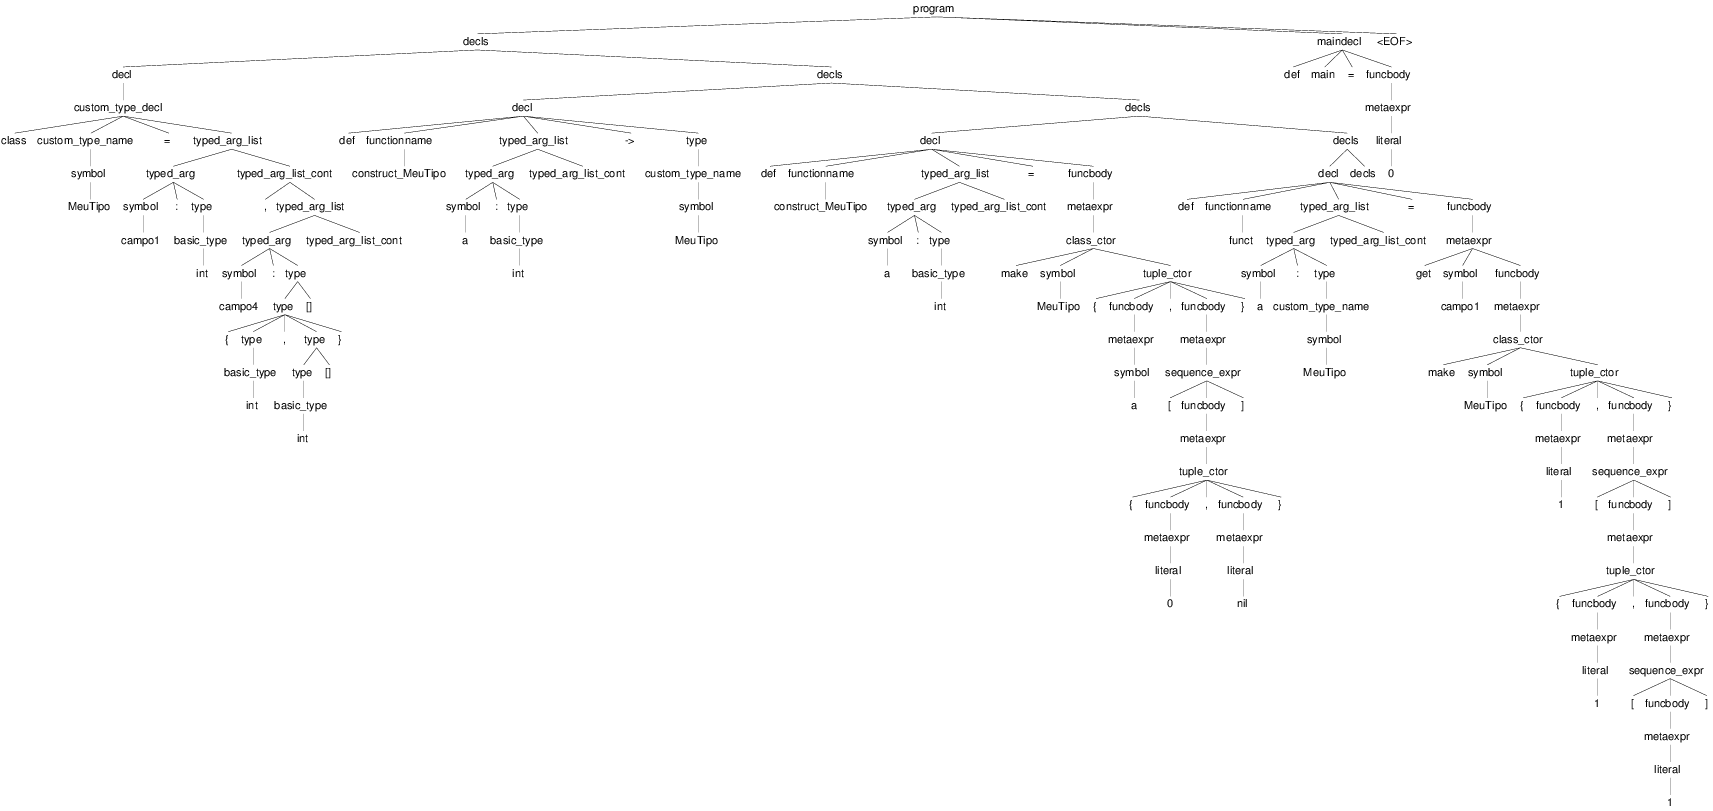 program
decls maindecl <EOF>
decl decls def main = funcbody
custom_type_decl decl decls metaexpr
class custom_type_name = typed_arg_list def functionname typed_arg_list -> type decl decls literal
symbol typed_arg typed_arg_list_cont construct_MeuTipo typed_arg typed_arg_list_cont custom_type_name def functionname typed_arg_list = funcbody decl decls 0
MeuTipo symbol : type , typed_arg_list symbol : type symbol construct_MeuTipo typed_arg typed_arg_list_cont metaexpr def functionname typed_arg_list = funcbody
campo1 basic_type typed_arg typed_arg_list_cont a basic_type MeuTipo symbol : type class_ctor funct typed_arg typed_arg_list_cont metaexpr
int symbol : type int a basic_type make symbol tuple_ctor symbol : type get symbol funcbody
campo4 type [] int MeuTipo { funcbody , funcbody } a custom_type_name campo1 metaexpr
{ type , type } metaexpr metaexpr symbol class_ctor
basic_type type [] symbol sequence_expr MeuTipo make symbol tuple_ctor
int basic_type a [ funcbody ] MeuTipo { funcbody , funcbody }
int metaexpr metaexpr metaexpr
tuple_ctor literal sequence_expr
{ funcbody , funcbody } 1 [ funcbody ]
metaexpr metaexpr metaexpr
literal literal tuple_ctor
0 nil { funcbody , funcbody }
metaexpr metaexpr
literal sequence_expr
1 [ funcbody ]
metaexpr
literal
1